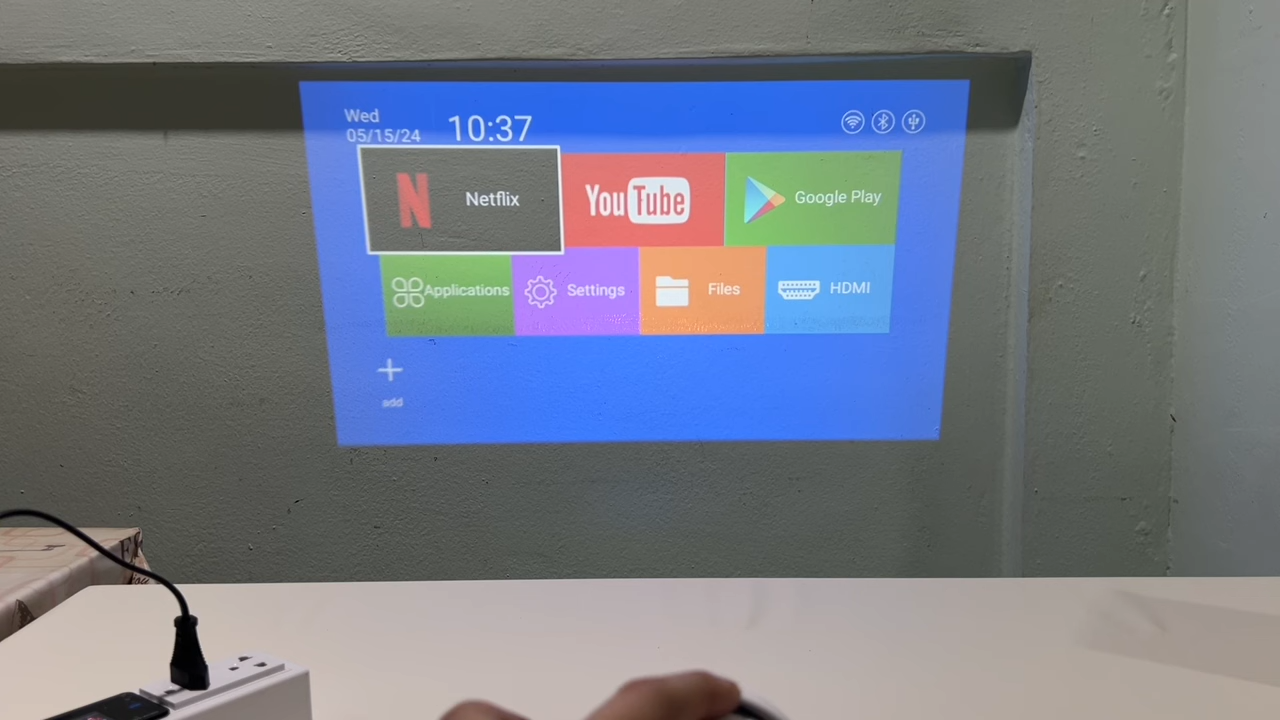 Wed
05/15/24
10:37
N
Netflix
YouTube
Google Play
Applications
Settings
Files
HDMI
add